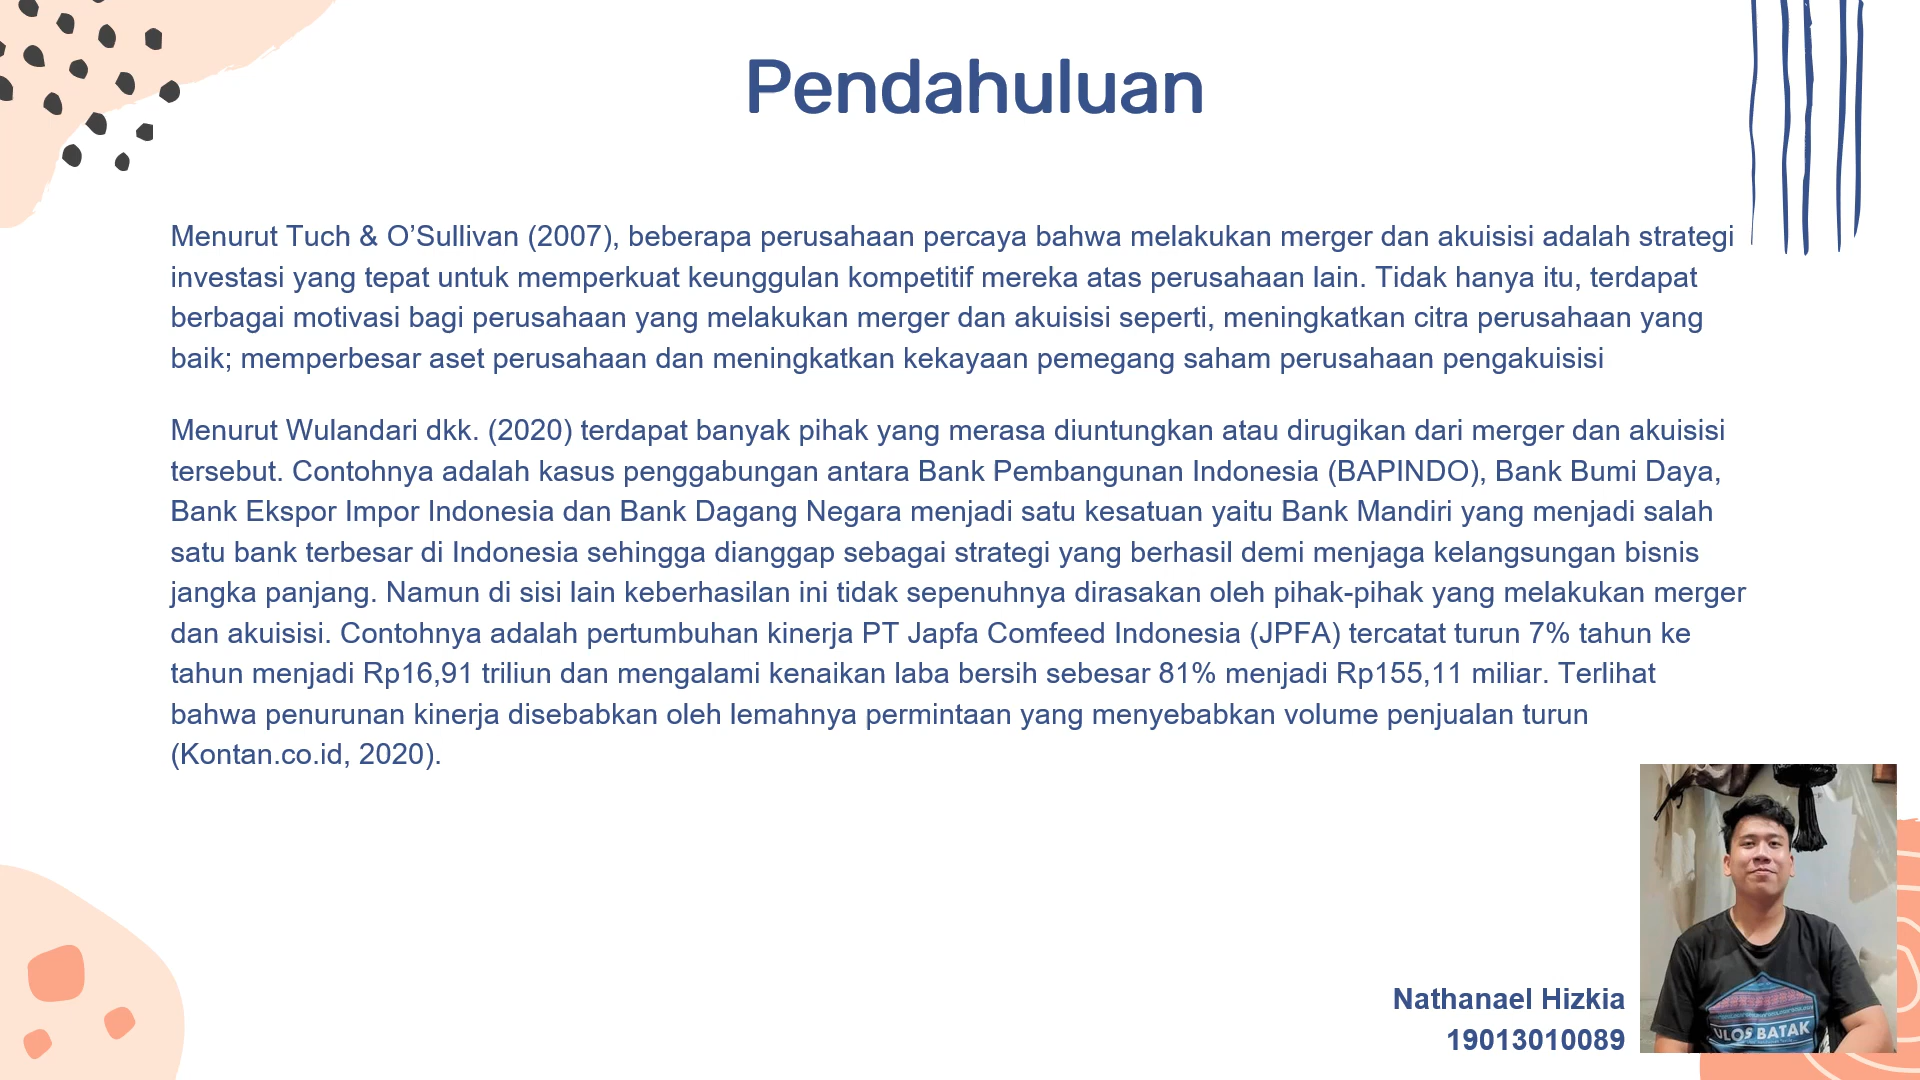 Pendahuluan
Menurut Tuch & O’Sullivan (2007), beberapa perusahaan percaya bahwa melakukan merger dan akuisisi adalah strategi
investasi yang tepat untuk memperkuat keunggulan kompetitif mereka atas perusahaan lain. Tidak hanya itu, terdapat
berbagai motivasi bagi perusahaan yang melakukan merger dan akuisisi seperti, meningkatkan citra perusahaan yang
baik; memperbesar aset perusahaan dan meningkatkan kekayaan pemegang saham perusahaan pengakuisisi
Menurut Wulandari dkk. (2020) terdapat banyak pihak yang merasa diuntungkan atau dirugikan dari merger dan akuisisi
tersebut. Contohnya adalah kasus penggabungan antara Bank Pembangunan Indonesia (BAPINDO), Bank Bumi Daya,
Bank Ekspor Impor Indonesia dan Bank Dagang Negara menjadi satu kesatuan yaitu Bank Mandiri yang menjadi salah
satu bank terbesar di Indonesia sehingga dianggap sebagai strategi yang berhasil demi menjaga kelangsungan bisnis
jangka panjang. Namun di sisi lain keberhasilan ini tidak sepenuhnya dirasakan oleh pihak-pihak yang melakukan merger
dan akuisisi. Contohnya adalah pertumbuhan kinerja PT Japfa Comfeed Indonesia (JPFA) tercatat turun 7% tahun ke
tahun menjadi Rp16,91 triliun dan mengalami kenaikan laba bersih sebesar 81% menjadi Rp155,11 miliar. Terlihat
bahwa penurunan kinerja disebabkan oleh lemahnya permintaan yang menyebabkan volume penjualan turun
(Kontan.co.id, 2020).
Nathanael Hizkia
19013010089
ULOS BATAK